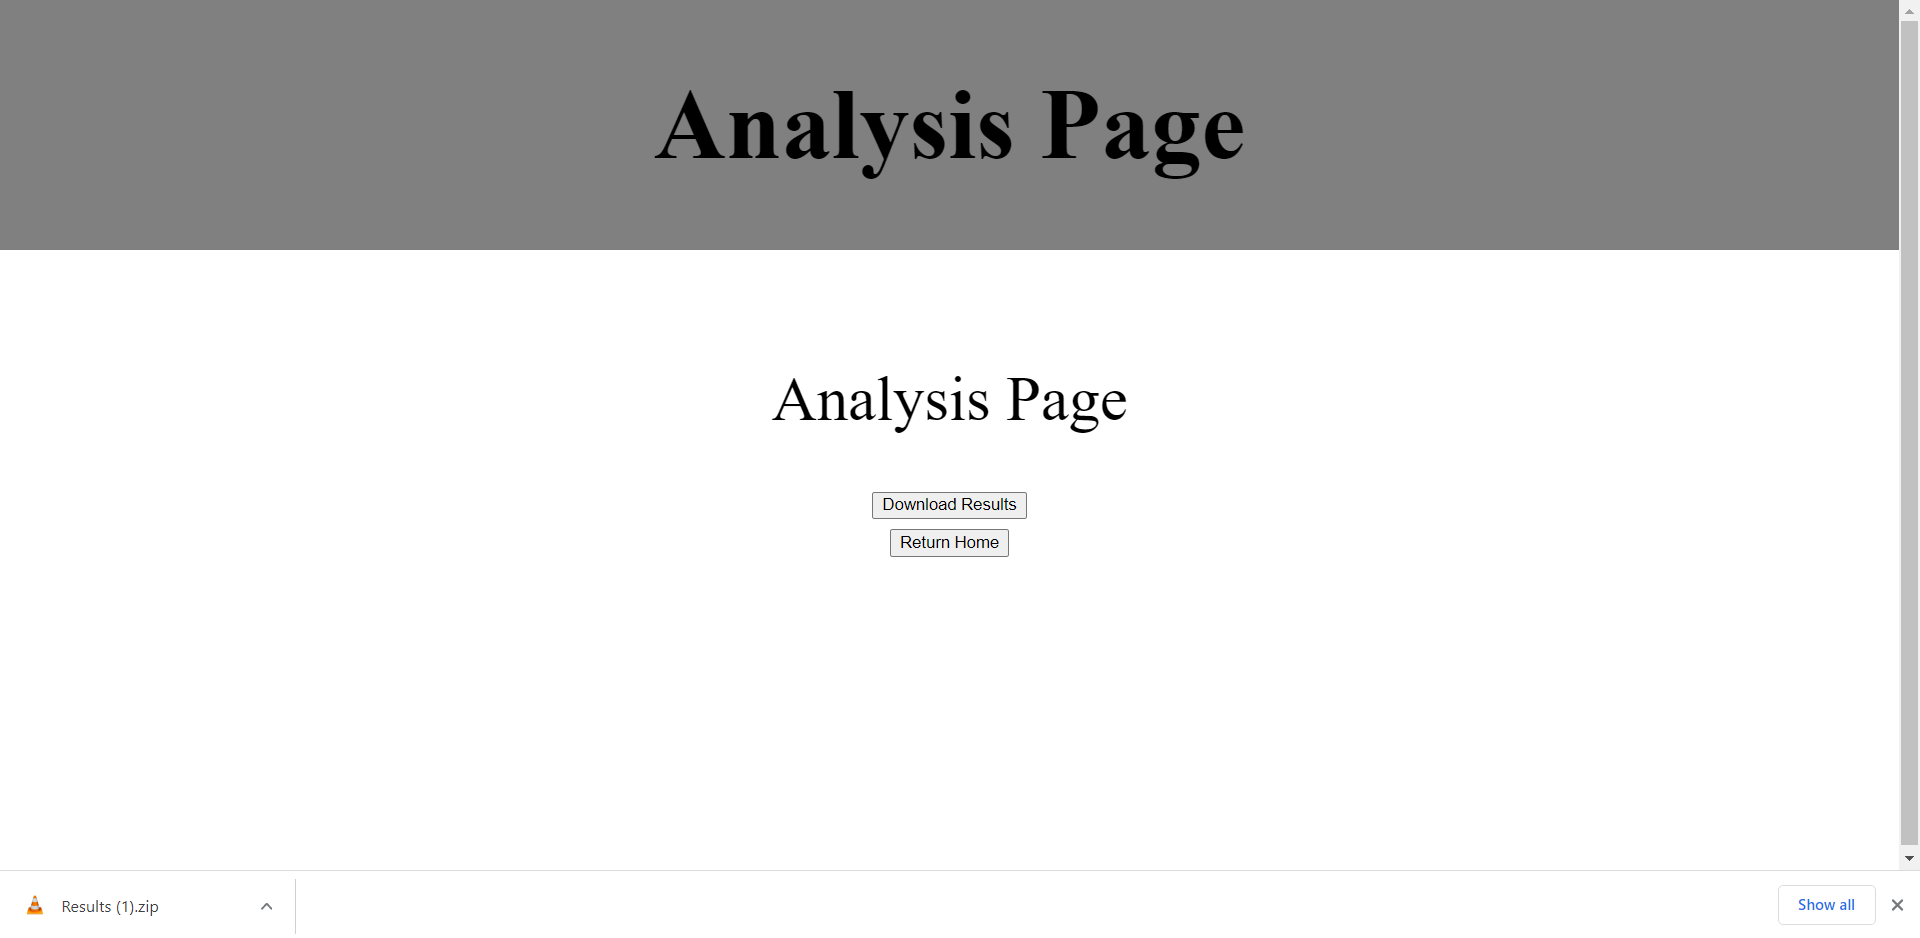 Analysis Page
Analysis Page
Download Results
Return Home
Results (1).zip
Show all